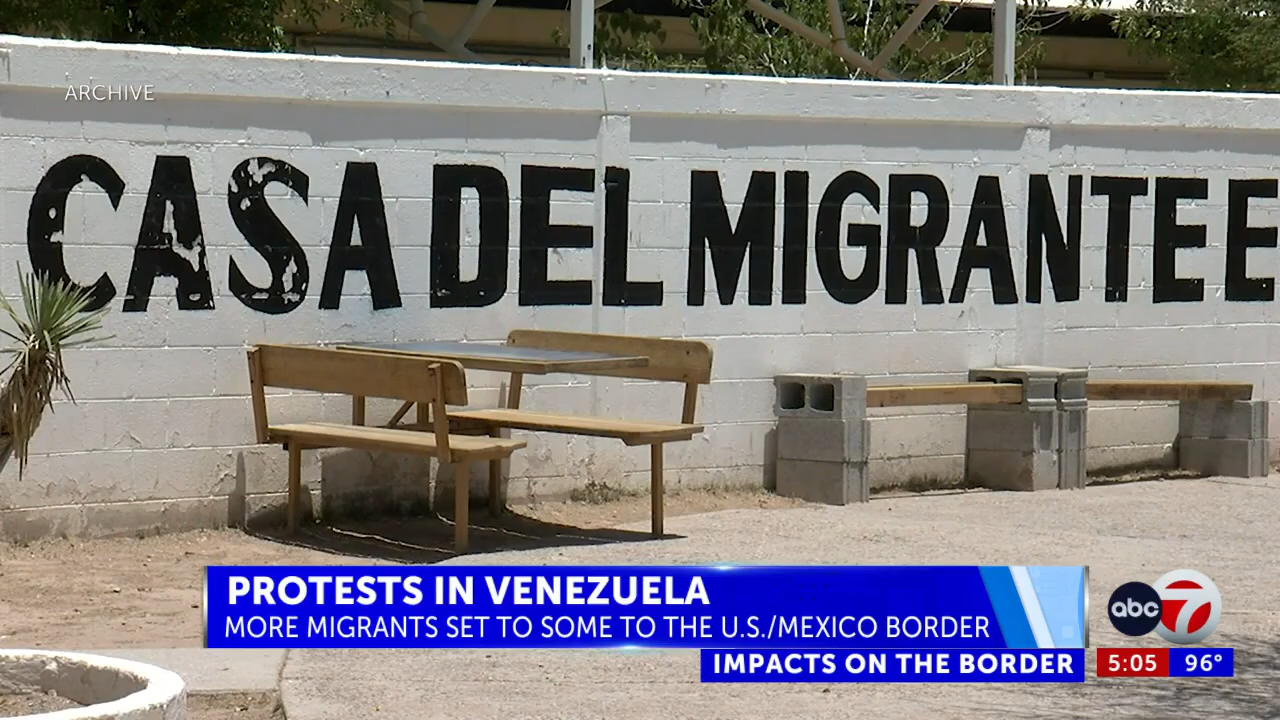 ARCHIVE
CASA DEL MIGRANTE E
PROTESTS IN VENEZUELA
MORE MIGRANTS SET TO SOME TO THE U.S./MEXICO BORDER
IMPACTS ON THE BORDER
abc 7
5:05 96°